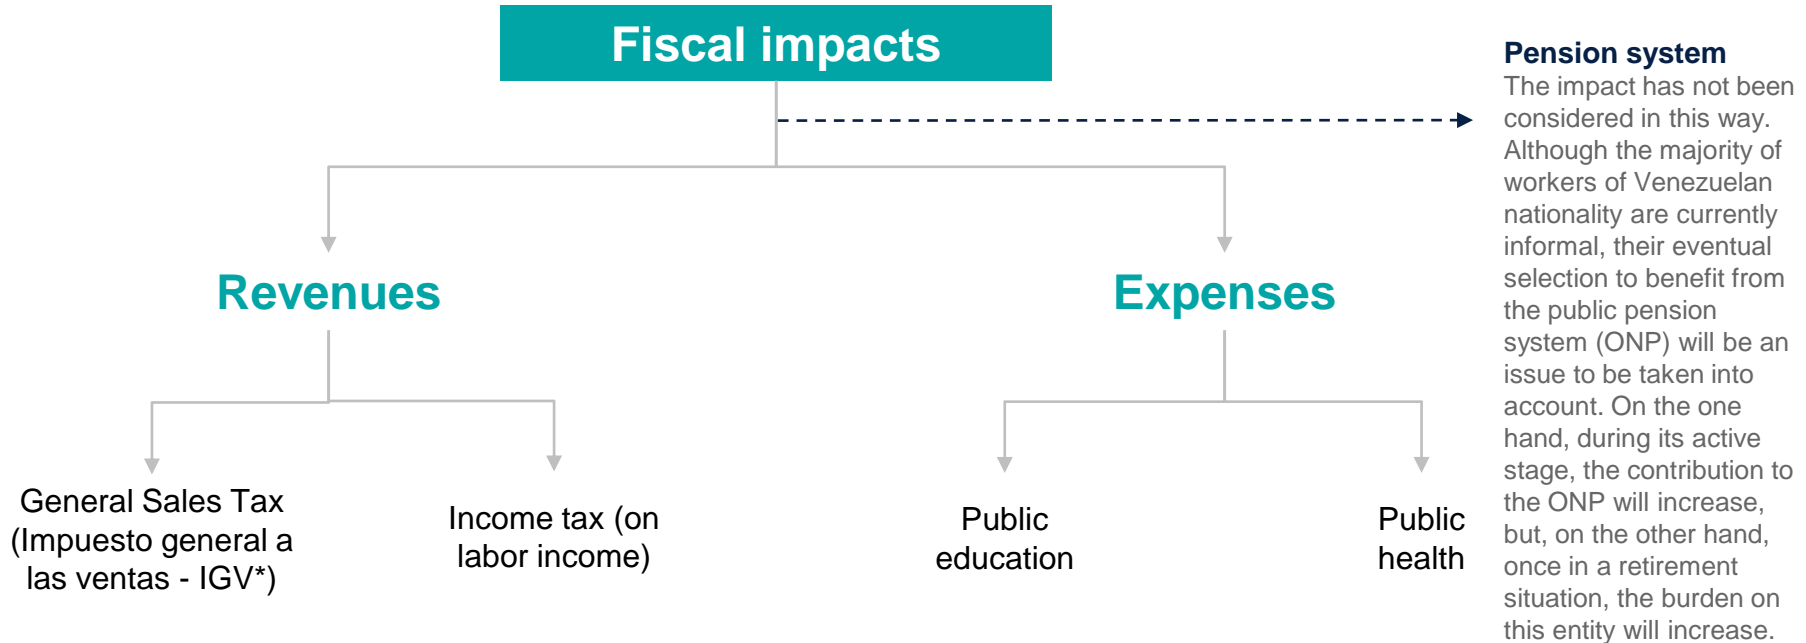 Fiscal impacts
Revenues
Expenses
General Sales Tax
(Impuesto general a
las ventas - IGV*)
Income tax (on
labor income)
Public
education
Public
health
Pension system
The impact has not been
considered in this way.
Although the majority of
workers of Venezuelan
nationality are currently
informal, their eventual
selection to benefit from
the public pension
system (ONP) will be an
issue to be taken into
account. On the one
hand, during its active
stage, the contribution to
the ONP will increase,
but, on the other hand,
once in a retirement
situation, the burden on
this entity will increase.